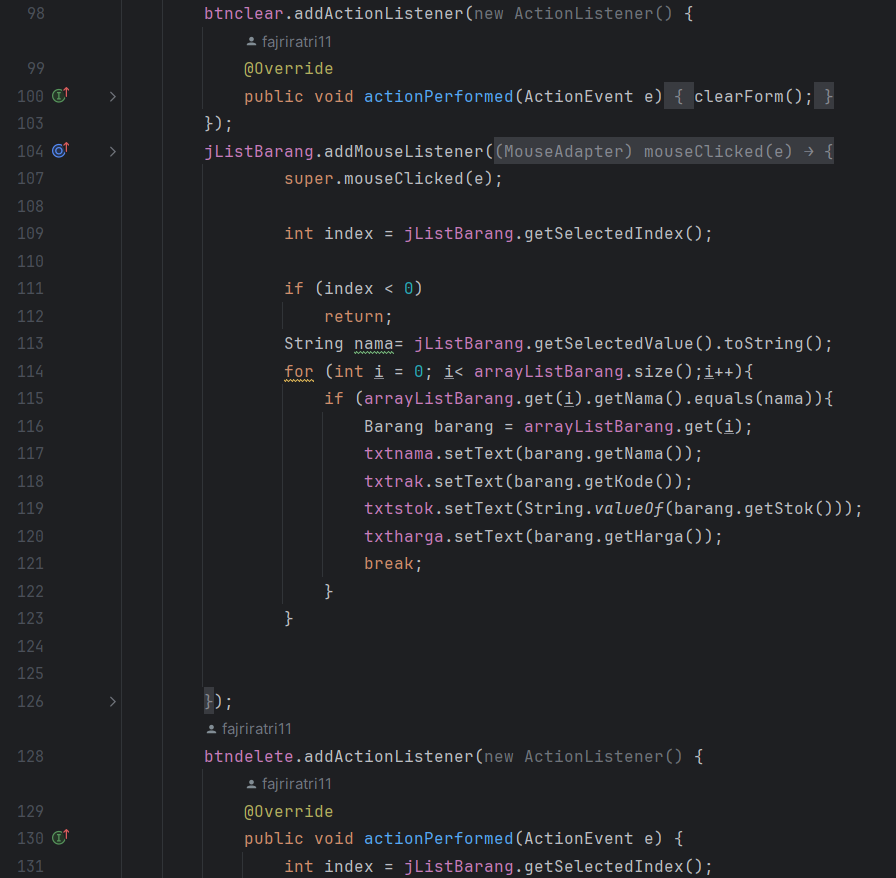 98 btnclear.addActionListener(new ActionListener() {
fajriratri11
99 @Override
100 public void actionPerformed(ActionEvent e) { clearForm(); }
103 });
104 jListBarang.addMouseListener((MouseAdapter) mouseClicked(e) → {
107 super.mouseClicked(e);
108
109 int index = jListBarang.getSelectedIndex();
110
111 if (index < 0)
112 return;
113 String nama= jListBarang.getSelectedValue().toString();
114 for (int i = 0; i< arrayListBarang.size();i++){
115 if (arrayListBarang.get(i).getNama().equals(nama)){
116 Barang barang = arrayListBarang.get(i);
117 txtnama.setText(barang.getNama());
118 txtrak.setText(barang.getKode());
119 txtstok.setText(String.valueOf(barang.getStok()));
120 txtharga.setText(barang.getHarga());
121 break;
122 }
123 }
124
125
126 });
fajriratri11
128 btndelete.addActionListener(new ActionListener() {
fajriratri11
129 @Override
130 public void actionPerformed(ActionEvent e) {
131 int index = jListBarang.getSelectedIndex();